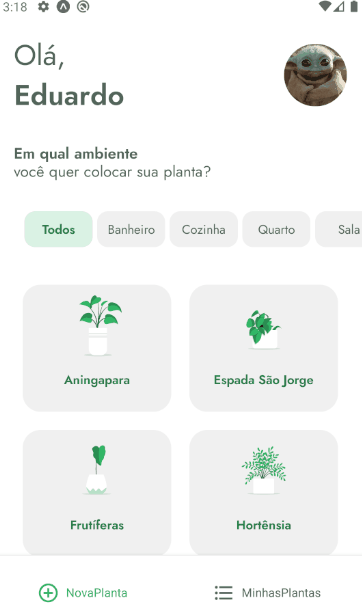 3:18
Olá,
Eduardo
Em qual ambiente
você quer colocar sua planta?
Todos Banheiro Cozinha Quarto Sala
Aningapara Espada São Jorge
Frutíferas Hortênsia
NovaPlanta MinhasPlantas